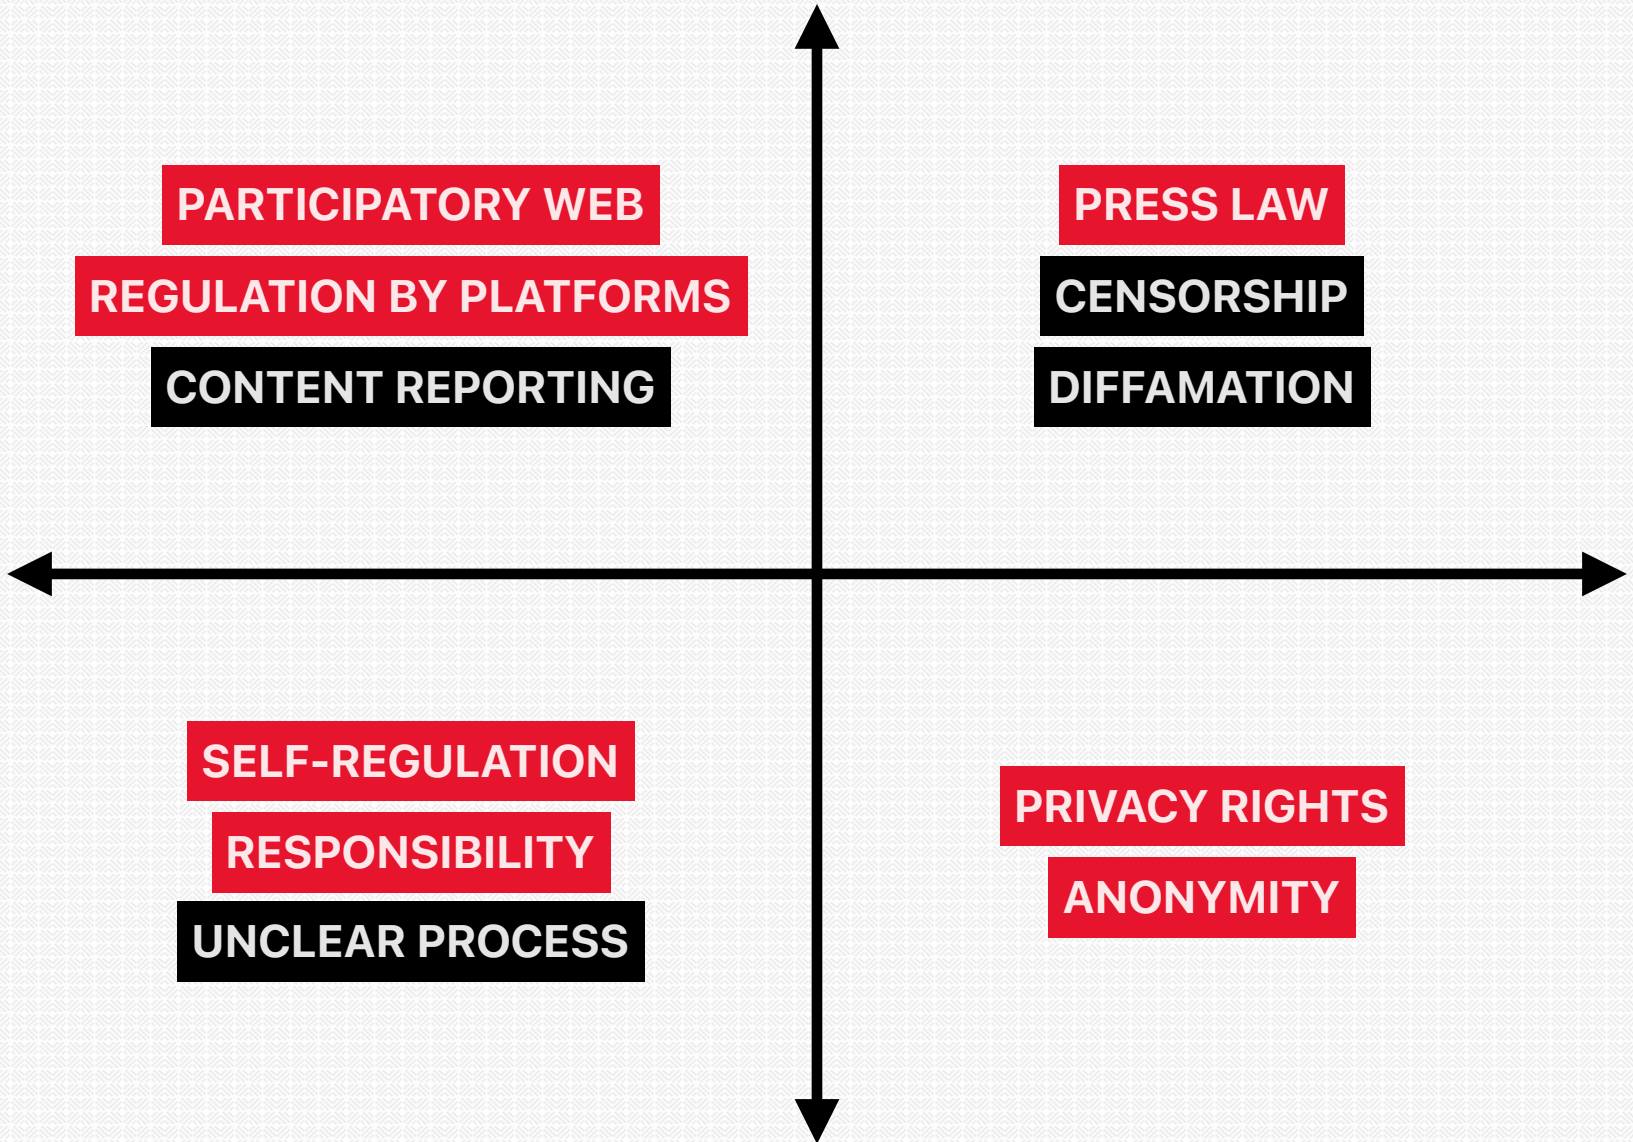 PARTICIPATORY WEB
REGULATION BY PLATFORMS
CONTENT REPORTING
PRESS LAW
CENSORSHIP
DIFFAMATION
SELF-REGULATION
RESPONSIBILITY
UNCLEAR PROCESS
PRIVACY RIGHTS
ANONYMITY